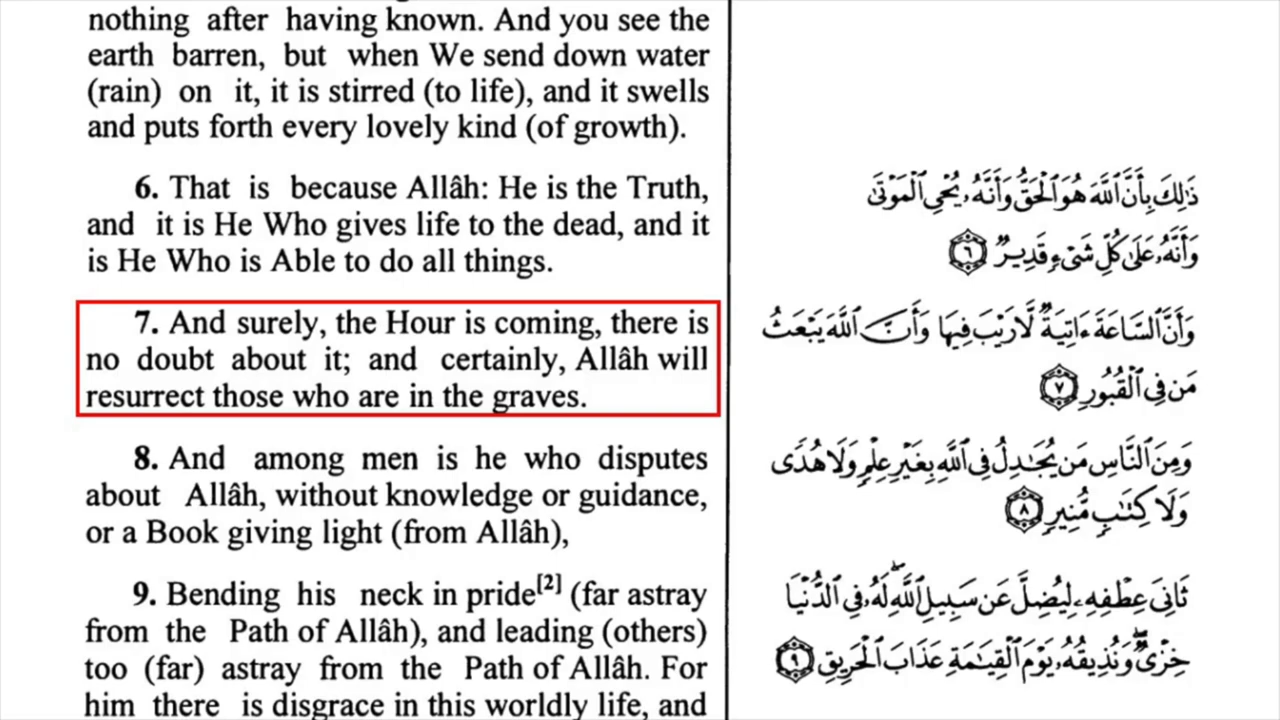 nothing after having known. And you see the
earth barren, but when We send down water
(rain) on it, it is stirred (to life), and it swells
and puts forth every lovely kind (of growth).
6. That is because Allâh: He is the Truth,
and it is He Who gives life to the dead, and it
is He Who is Able to do all things.
7. And surely, the Hour is coming, there is
no doubt about it; and certainly, Allâh will
resurrect those who are in the graves.
8. And among men is he who disputes
about Allâh, without knowledge or guidance,
or a Book giving light (from Allâh),
9. Bending his neck in pride[2] (far astray
from the Path of Allâh), and leading (others)
too (far) astray from the Path of Allâh. For
him there is disgrace in this worldly life, and
ذَٰلِكَ بِأَنَّ ٱللَّهَ هُوَ ٱلْحَقُّ وَأَنَّهُۥ يُحْىِ ٱلْمَوْتَىٰ
وَأَنَّهُۥ عَلَىٰ كُلِّ شَىْءٍ قَدِيرٌ ۝٦
وَأَنَّ ٱلسَّاعَةَ ءَاتِيَةٌ لَّا رَيْبَ فِيهَا وَأَنَّ ٱللَّهَ يَبْعَثُ
مَن فِى ٱلْقُبُورِ ۝٧
وَمِنَ ٱلنَّاسِ مَن يُجَٰدِلُ فِى ٱللَّهِ بِغَيْرِ عِلْمٍ وَلَا هُدًى
وَلَا كِتَٰبٍ مُّنِيرٍ ۝٨
ثَانِىَ عِطْفِهِۦ لِيُضِلَّ عَن سَبِيلِ ٱللَّهِ ۖ لَهُۥ فِى ٱلدُّنْيَا
خِزْىٌ ۖ وَنُذِيقُهُۥ يَوْمَ ٱلْقِيَٰمَةِ عَذَابَ ٱلْحَرِيقِ ۝٩